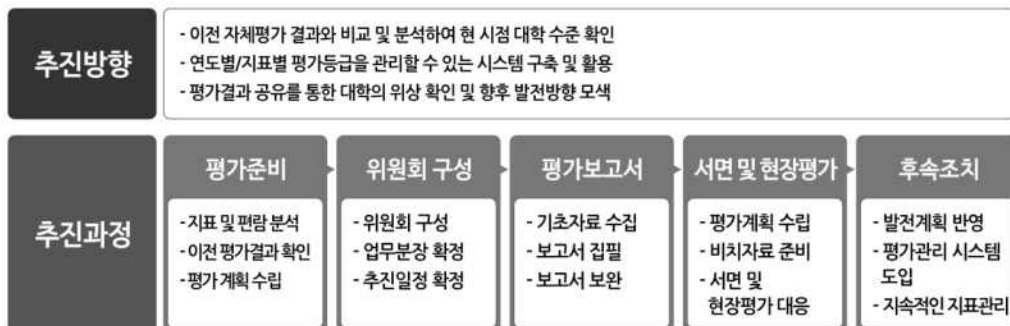 추진방향
- 이전 자체평가 결과와 비교 및 분석하여 현 시점 대학 수준 확인
- 연도별/지표별 평가등급을 관리할 수 있는 시스템 구축 및 활용
- 평가결과 공유를 통한 대학의 위상 확인 및 향후 발전방향 모색
추진과정
평가준비
- 지표 및 편람 분석
- 이전 평가결과 확인
- 평가 계획 수립
위원회 구성
- 위원회 구성
- 업무분장 확정
- 추진일정 확정
평가보고서
- 기초자료 수집
- 보고서 집필
- 보고서 보완
서면 및 현장평가
- 평가계획 수립
- 비치자료 준비
- 서면 및
현장평가 대응
후속조치
- 발전계획 반영
- 평가관리 시스템
도입
- 지속적인 지표관리